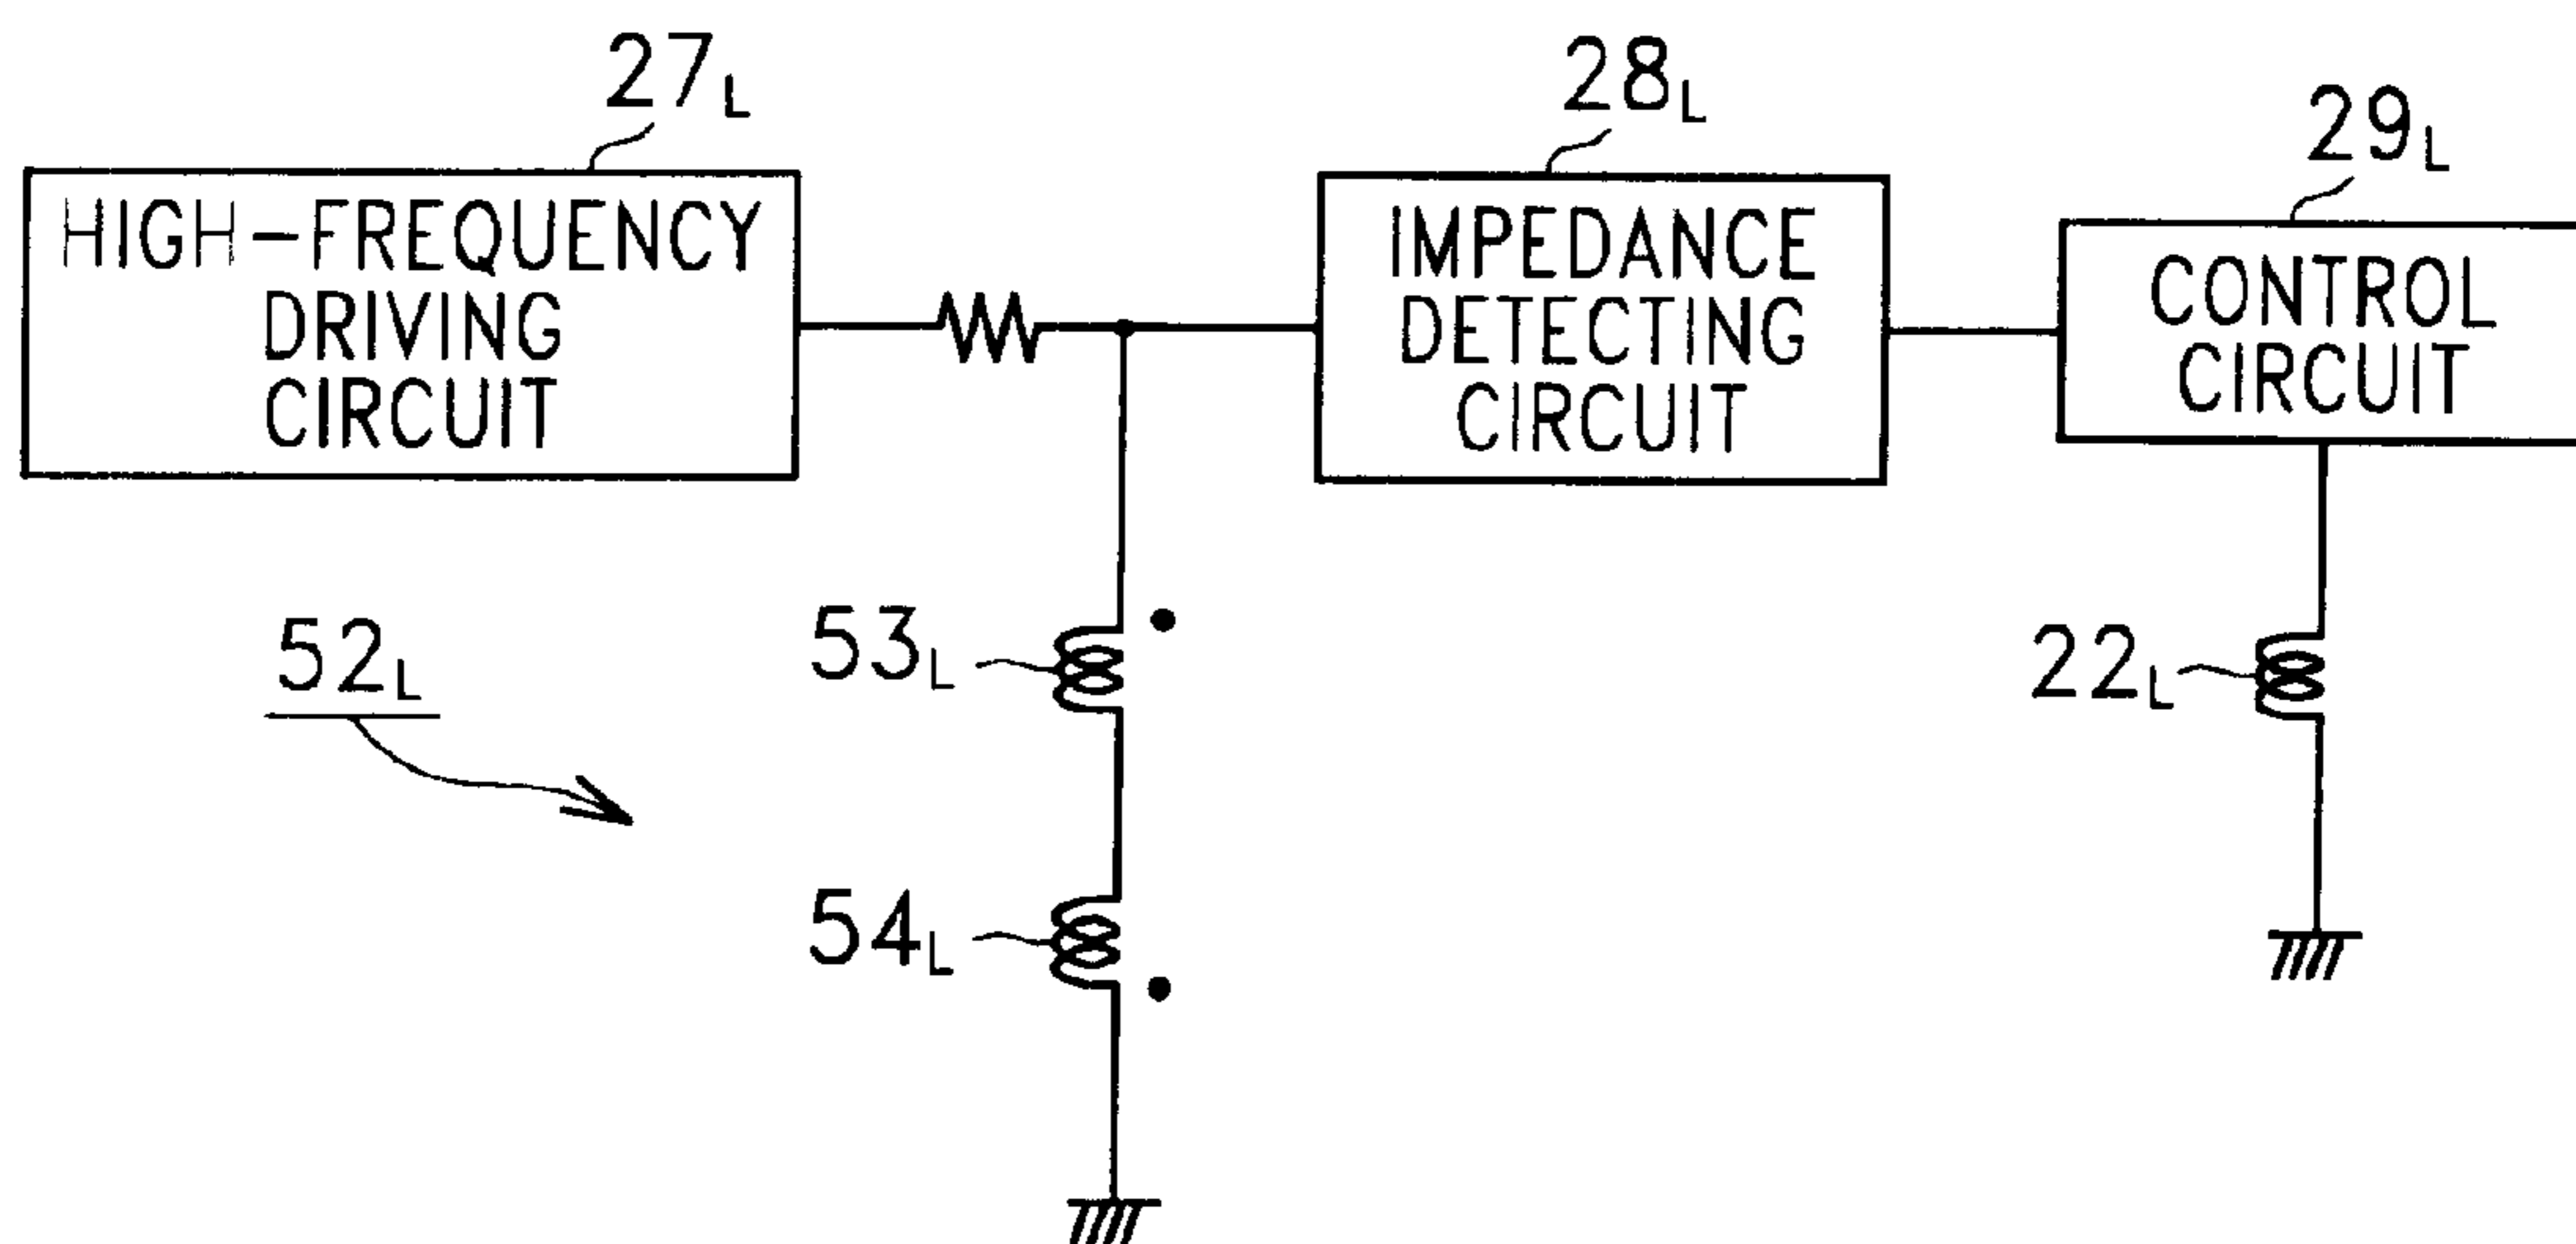 27L
28L
29L
HIGH-FREQUENCY
DRIVING
CIRCUIT
IMPEDANCE
DETECTING
CIRCUIT
CONTROL
CIRCUIT
52L
53L
22L
54L